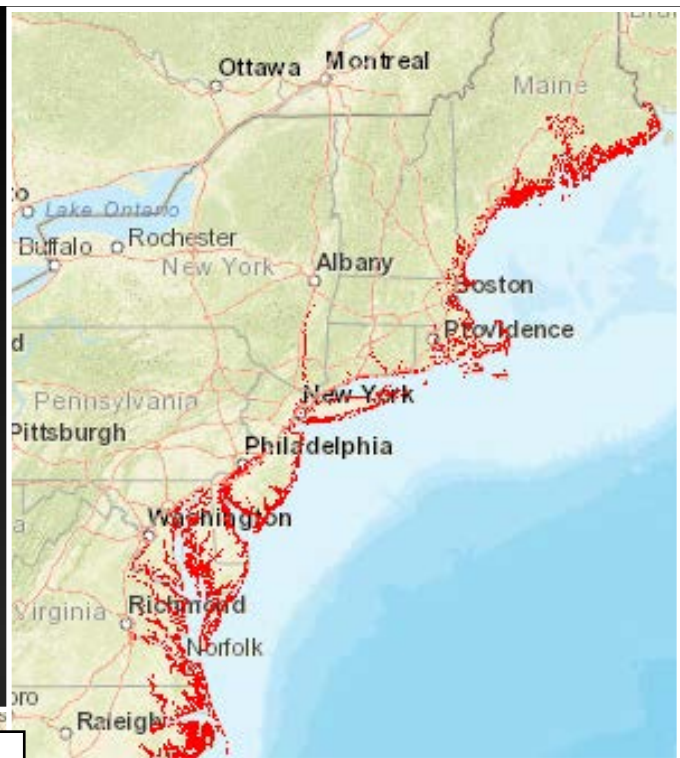 Ottawa
Montreal
Maine
Lake Ontario
Buffalo
Rochester
New York
Albany
Boston
Providence
d
Pennsylvania
New York
Pittsburgh
Philadelphia
a
Washington
Virginia
Richmond
Norfolk
oro
Raleigh
s